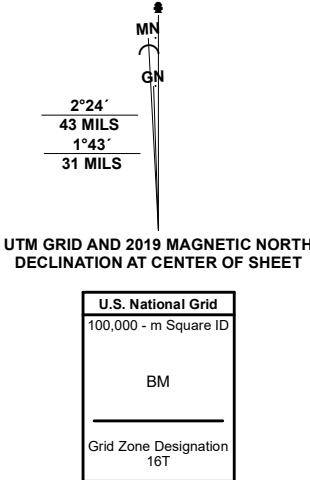 MN
GN
2°24´
43 MILS
1°43´
31 MILS
UTM GRID AND 2019 MAGNETIC NORTH
DECLINATION AT CENTER OF SHEET
U.S. National Grid
100,000 - m Square ID
BM
Grid Zone Designation
16T